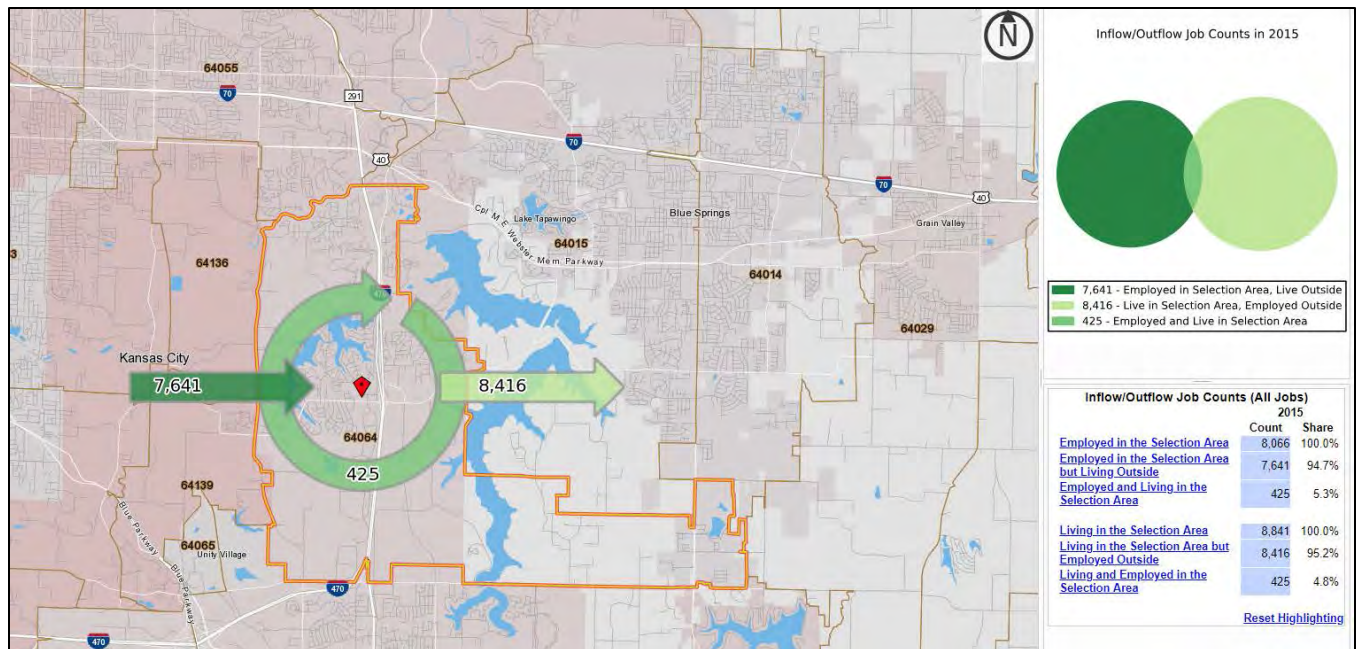 N
64055
70
291
70
40
Cpl M.E. Webster Mem. Parkway
Lake Tapawingo
64015
Blue Springs
70
40
Grain Valley
3
64136
64014
64029
Kansas City
7,641
8,416
64064
425
64139
Blue Parkway
Blue Parkway
64065
Unity Village
470
470
Inflow/Outflow Job Counts in 2015
7,641 - Employed in Selection Area, Live Outside
8,416 - Live in Selection Area, Employed Outside
425 - Employed and Live in Selection Area
Inflow/Outflow Job Counts (All Jobs)
2015
Count Share
Employed in the Selection Area 8,066 100.0%
Employed in the Selection Area
but Living Outside 7,641 94.7%
Employed and Living in the
Selection Area 425 5.3%
Living in the Selection Area 8,841 100.0%
Living in the Selection Area but
Employed Outside 8,416 95.2%
Living and Employed in the
Selection Area 425 4.8%
Reset Highlighting